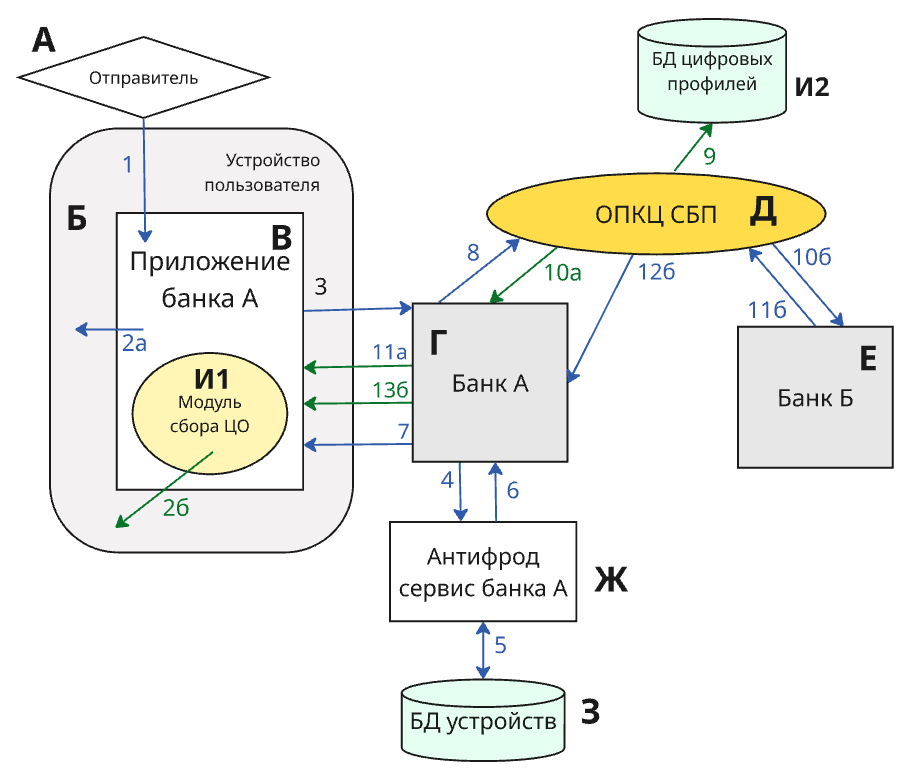 А
Отправитель
БД цифровых
профилей
И2
1
9
Устройство
пользователя
Б
В
ОПКЦ СБП
Д
Приложение
банка А
8
10а
12б
10б
3
11б
2а
Г
11а
Е
И1
Модуль
сбора ЦО
13б
Банк А
Банк Б
7
2б
4
6
Антифрод
сервис банка А
Ж
5
БД устройств
З